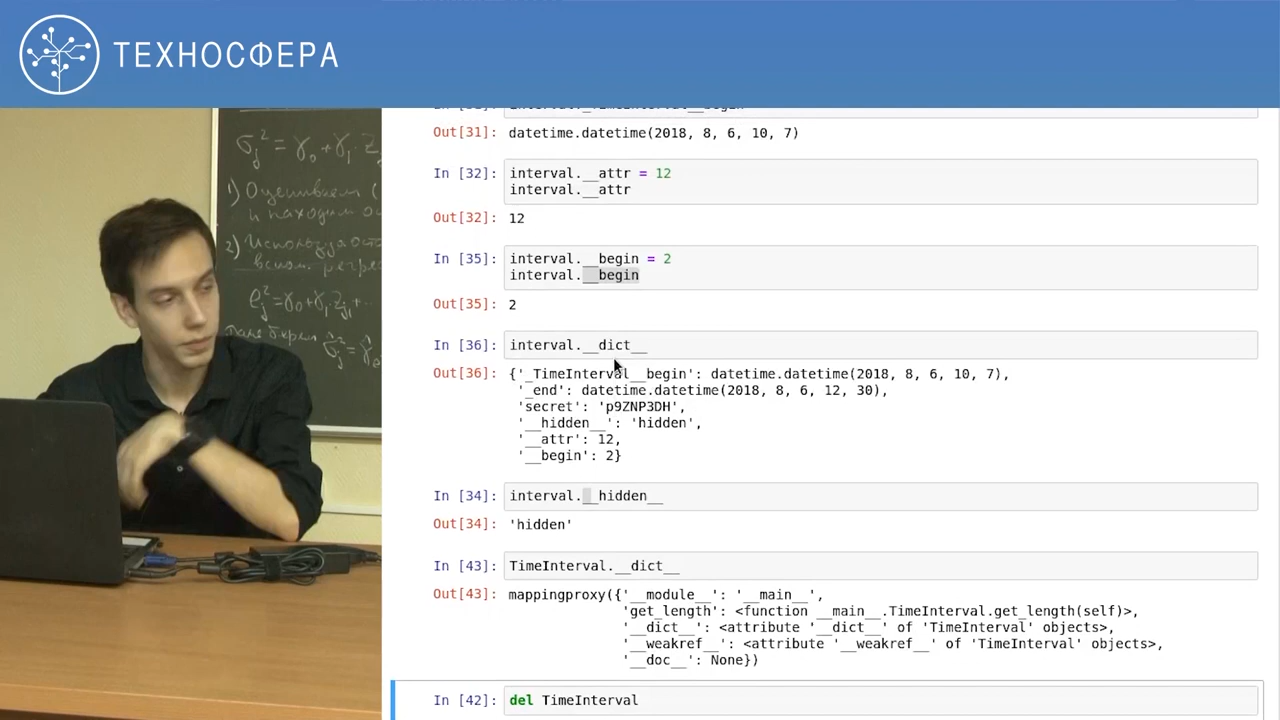 ТЕХНОСФЕРА
Out[31]: datetime.datetime(2018, 8, 6, 10, 7)
In [32]: interval.__attr = 12
interval.__attr
Out[32]: 12
In [35]: interval.__begin = 2
interval.__begin
Out[35]: 2
In [36]: interval.__dict__
Out[36]: {'_TimeInterval__begin': datetime.datetime(2018, 8, 6, 10, 7),
'_end': datetime.datetime(2018, 8, 6, 12, 30),
'secret': 'p9ZNP3DH',
'__hidden__': 'hidden',
'__attr': 12,
'__begin': 2}
In [34]: interval.__hidden__
Out[34]: 'hidden'
In [43]: TimeInterval.__dict__
Out[43]: mappingproxy({'__module__': '__main__',
'get_length': <function __main__.TimeInterval.get_length(self)>,
'__dict__': <attribute '__dict__' of 'TimeInterval' objects>,
'__weakref__': <attribute '__weakref__' of 'TimeInterval' objects>,
'__doc__': None})
In [42]: del TimeInterval
1) Оцениваем (
и находим
2)